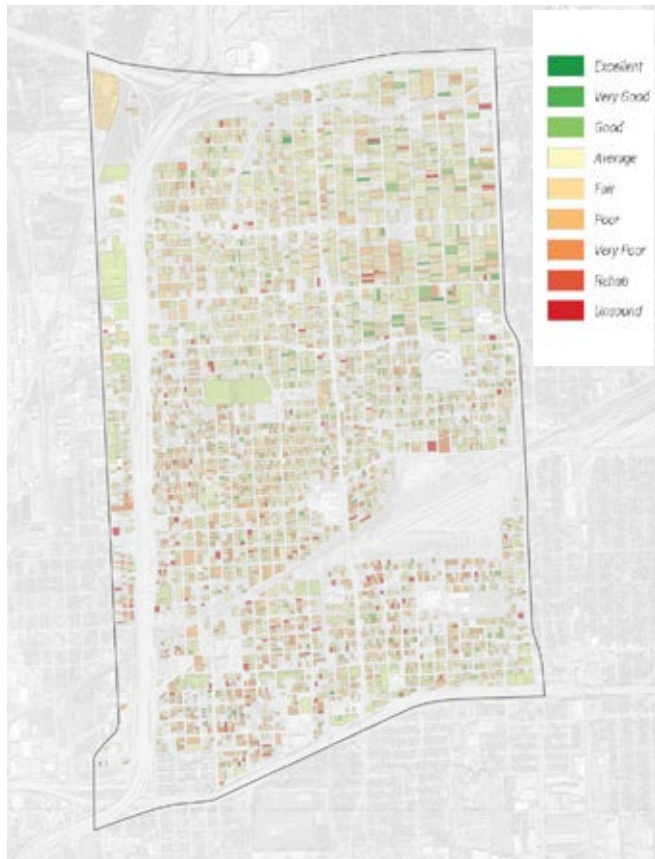 Excellent
Very Good
Good
Average
Fair
Poor
Very Poor
Rehab
Unsound